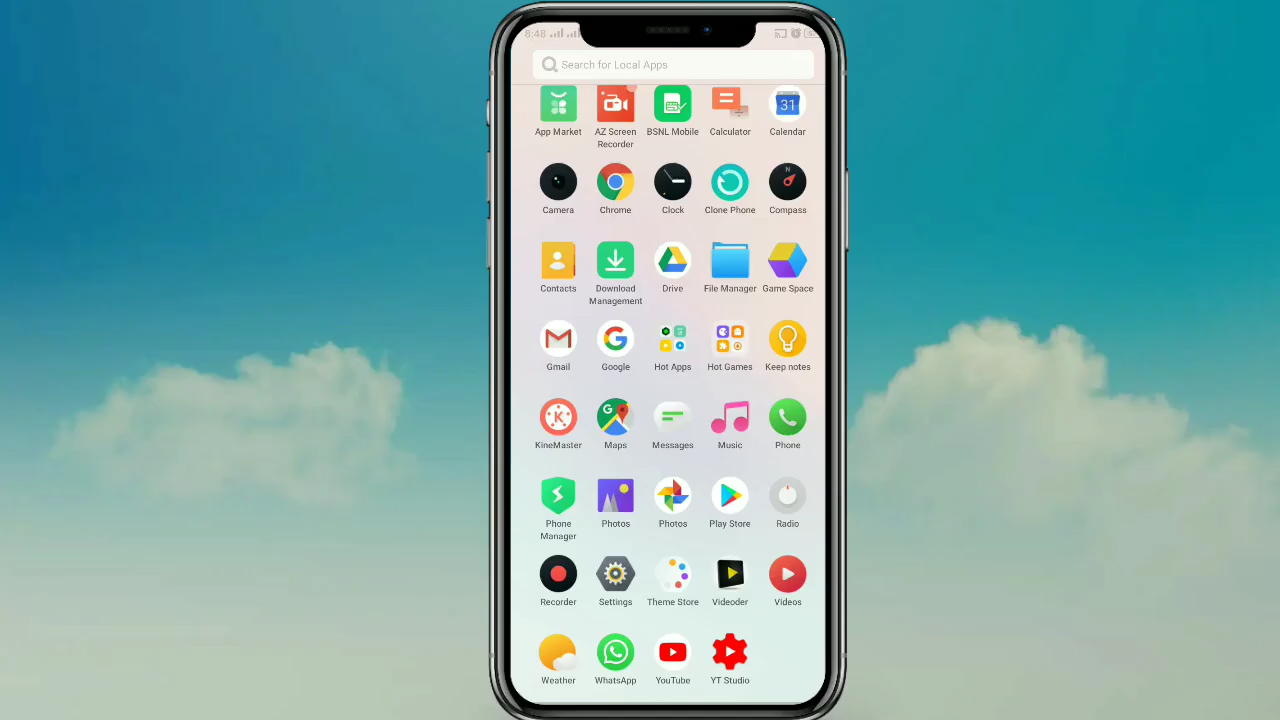 8:48
Search for Local Apps
App Market
AZ Screen
Recorder
BSNL Mobile
Calculator
31
Calendar
Camera
Chrome
Clock
Clone Phone
N
Compass
Contacts
Download
Management
Drive
File Manager
Game Space
Gmail
G
Google
Hot Apps
Hot Games
Keep notes
K
KineMaster
G
Maps
Messages
Music
Phone
Phone
Manager
Photos
Photos
Play Store
Radio
Recorder
Settings
Theme Store
Videoder
Videos
Weather
WhatsApp
YouTube
YT Studio